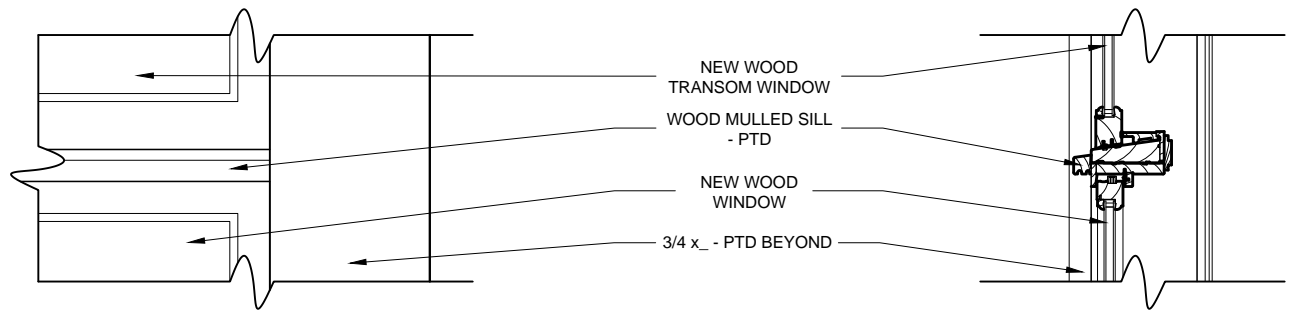 NEW WOOD
TRANSOM WINDOW
WOOD MULLED SILL
- PTD
NEW WOOD
WINDOW
3/4 x_ - PTD BEYOND